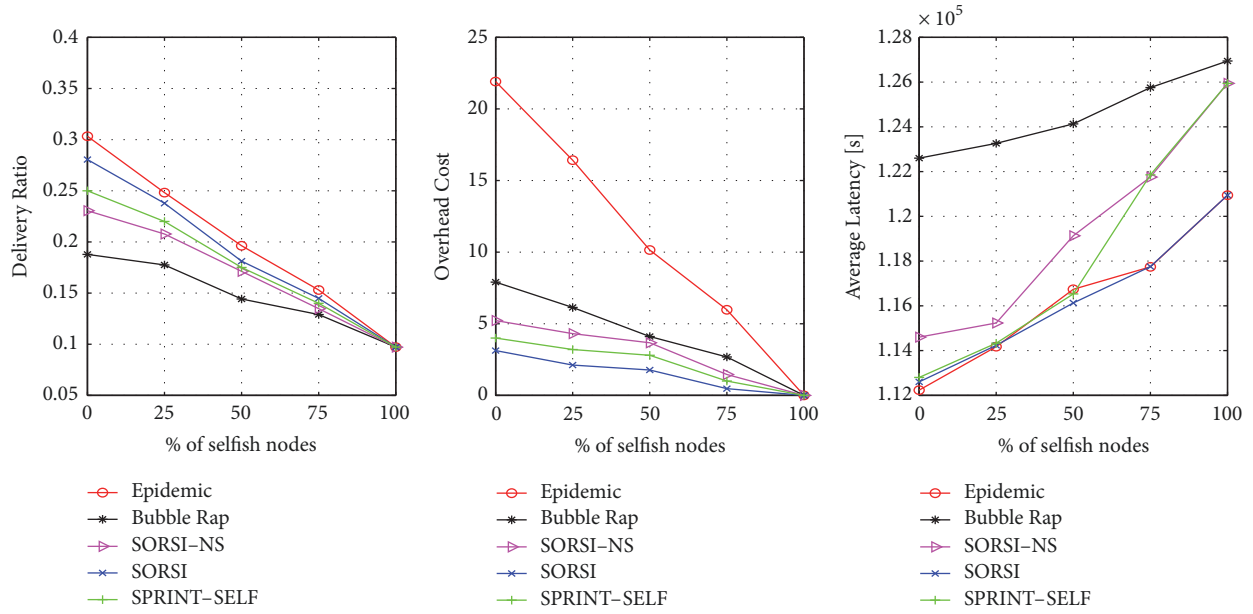 Delivery Ratio
0.4
0.35
0.3
0.25
0.2
0.15
0.1
0.05
0 25 50 75 100
% of selfish nodes
Epidemic
Bubble Rap
SORSI–NS
SORSI
SPRINT–SELF
Overhead Cost
25
20
15
10
5
0
0 25 50 75 100
% of selfish nodes
Epidemic
Bubble Rap
SORSI–NS
SORSI
SPRINT–SELF
× 10⁵
Average Latency [s]
1.28
1.26
1.24
1.22
1.2
1.18
1.16
1.14
1.12
0 25 50 75 100
% of selfish nodes
Epidemic
Bubble Rap
SORSI–NS
SORSI
SPRINT–SELF